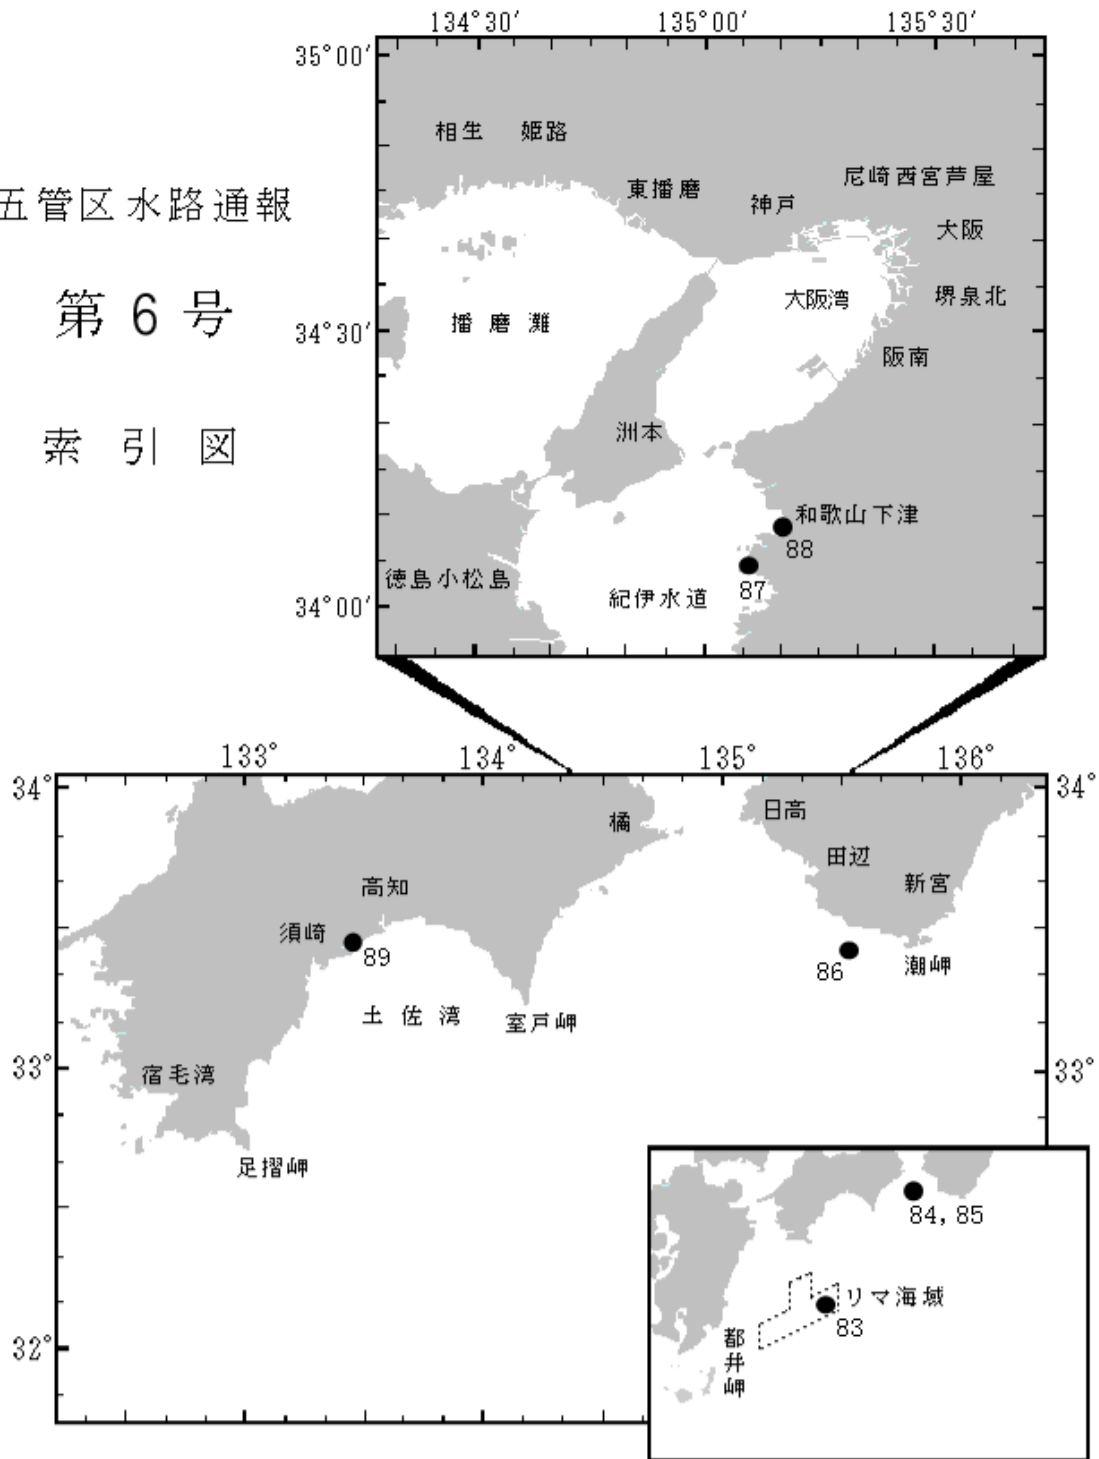 134°30′ 135°00′ 135°30′
35°00′
相生 姫路
東播磨
神戸
尼崎西宮芦屋
大阪
五管区水路通報
第 6 号
索 引 図
34°30′
播磨灘
大阪湾
堺泉北
阪南
洲本
和歌山下津
88
87
徳島小松島
紀伊水道
34°00′
133° 134° 135° 136°
34° 34°
橘
日高
田辺
新宮
高知
須崎
89
86
潮岬
土佐湾
室戸岬
33° 33°
宿毛湾
足摺岬
84, 85
リマ海域
83
都井岬
32°